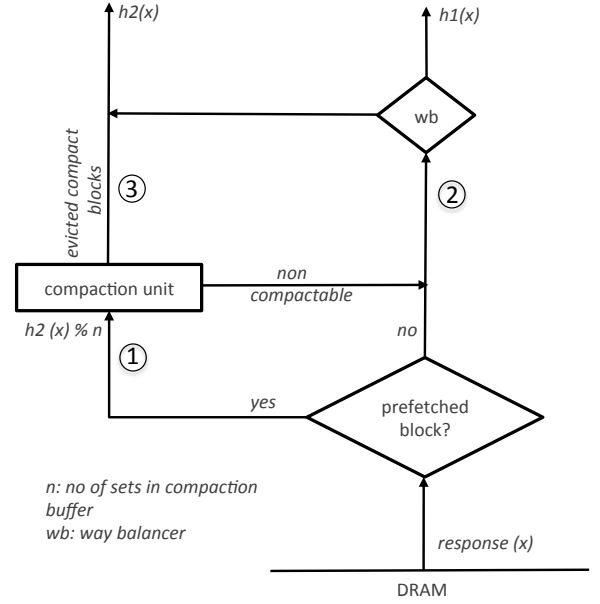 h2(x)
h1(x)
wb
evicted compact
blocks
3
2
compaction unit
non
compactable
h2 (x) % n
1
no
yes
prefetched
block?
n: no of sets in compaction
buffer
wb: way balancer
response (x)
DRAM